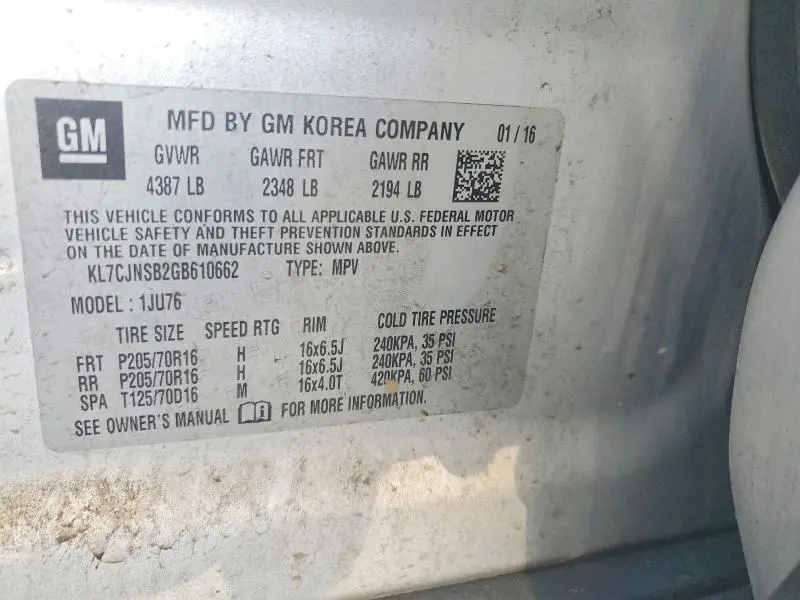 GM MFD BY GM KOREA COMPANY 01/16
GVWR GAWR FRT GAWR RR
4387 LB 2348 LB 2194 LB
THIS VEHICLE CONFORMS TO ALL APPLICABLE U.S. FEDERAL MOTOR
VEHICLE SAFETY AND THEFT PREVENTION STANDARDS IN EFFECT
ON THE DATE OF MANUFACTURE SHOWN ABOVE.
KL7CJNSB2GB610662 TYPE: MPV
MODEL : 1JU76
TIRE SIZE SPEED RTG RIM COLD TIRE PRESSURE
FRT P205/70R16 H 16x6.5J 240KPA, 35 PSI
RR P205/70R16 H 16x6.5J 240KPA, 35 PSI
SPA T125/70D16 M 16x4.0T 420KPA, 60 PSI
SEE OWNER'S MANUAL FOR MORE INFORMATION.